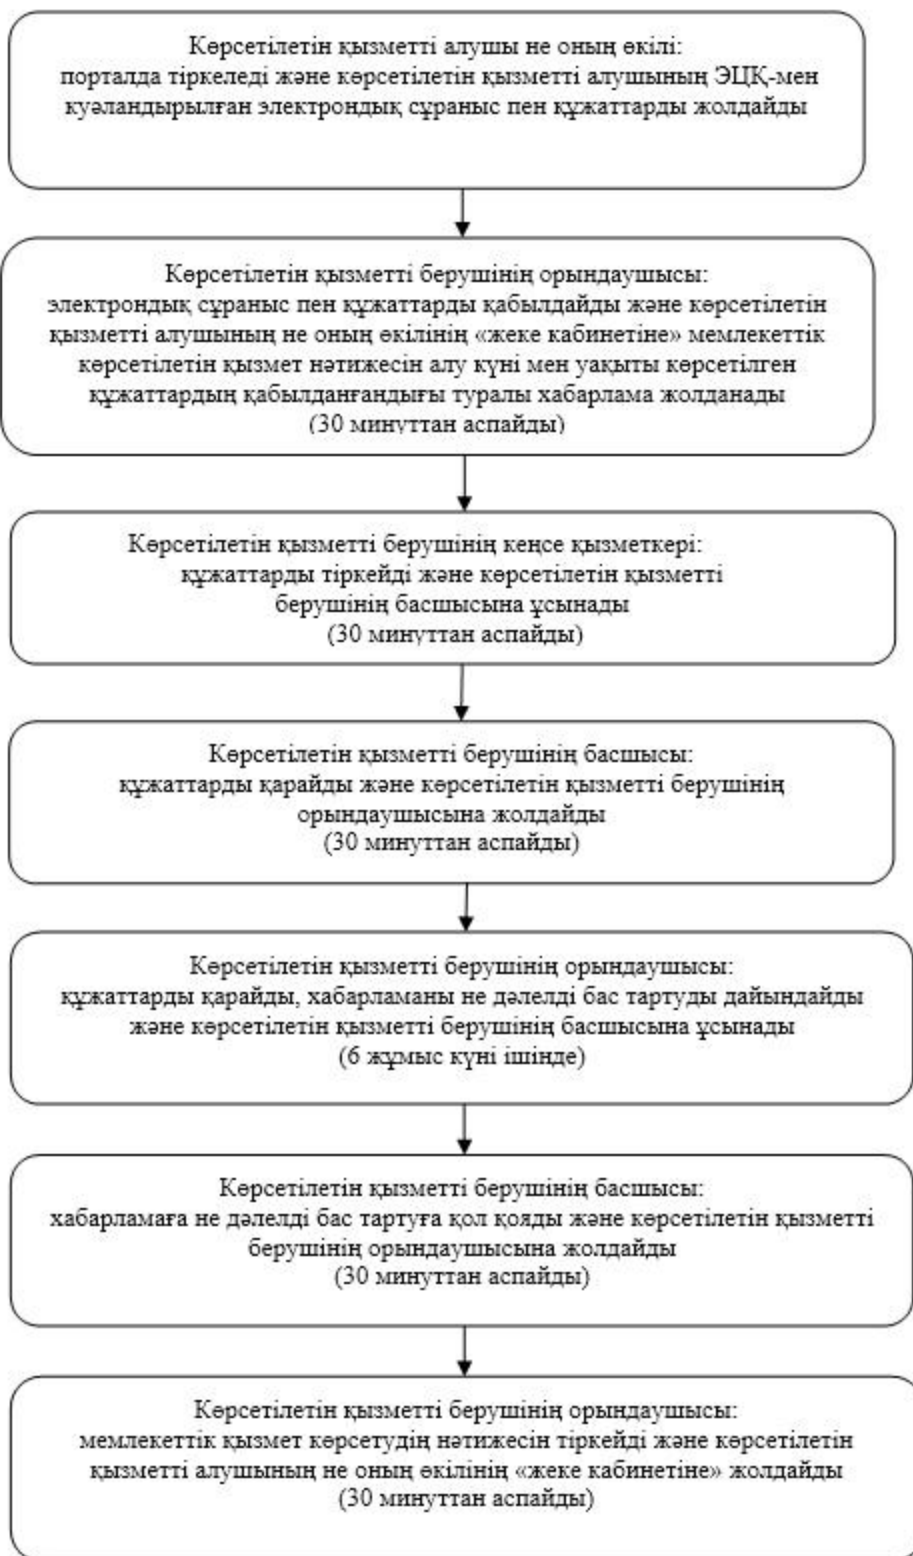 Көрсетілетін қызметті алушы не оның өкілі:
порталда тіркеледі және көрсетілетін қызметті алушының ЭЦҚ-мен
куәландырылған электрондық сұраныс пен құжаттарды жолдайды
Көрсетілетін қызметті берушінің орындаушысы:
электрондық сұраныс пен құжаттарды қабылдайды және көрсетілетін
қызметті алушының не оның өкілінің «жеке кабинетіне» мемлекеттік
көрсетілетін қызмет нәтижесін алу күні мен уақыты көрсетілген
құжаттардың қабылданғандығы туралы хабарлама жолданады
(30 минуттан аспайды)
Көрсетілетін қызметті берушінің кеңсе қызметкері:
құжаттарды тіркейді және көрсетілетін қызметті
берушінің басшысына ұсынады
(30 минуттан аспайды)
Көрсетілетін қызметті берушінің басшысы:
құжаттарды қарайды және көрсетілетін қызметті берушінің
орындаушысына жолдайды
(30 минуттан аспайды)
Көрсетілетін қызметті берушінің орындаушысы:
құжаттарды қарайды, хабарламаны не дәлелді бас тартуды дайындайды
және көрсетілетін қызметті берушінің басшысына ұсынады
(6 жұмыс күні ішінде)
Көрсетілетін қызметті берушінің басшысы:
хабарламаға не дәлелді бас тартуға қол қояды және көрсетілетін қызметті
берушінің орындаушысына жолдайды
(30 минуттан аспайды)
Көрсетілетін қызметті берушінің орындаушысы:
мемлекеттік қызмет көрсетудің нәтижесін тіркейді және көрсетілетін
қызметті алушының не оның өкілінің «жеке кабинетіне» жолдайды
(30 минуттан аспайды)